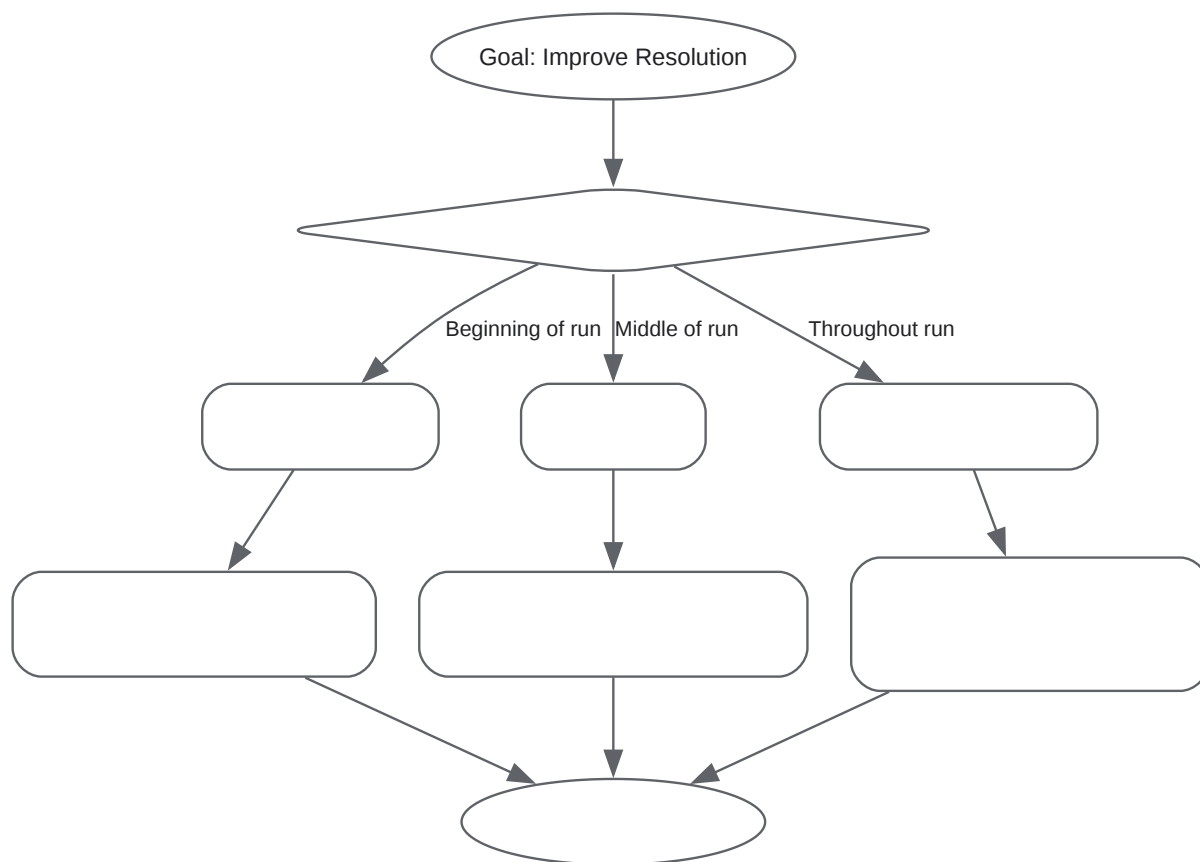 Goal: Improve Resolution
Beginning of run
Middle of run
Throughout run